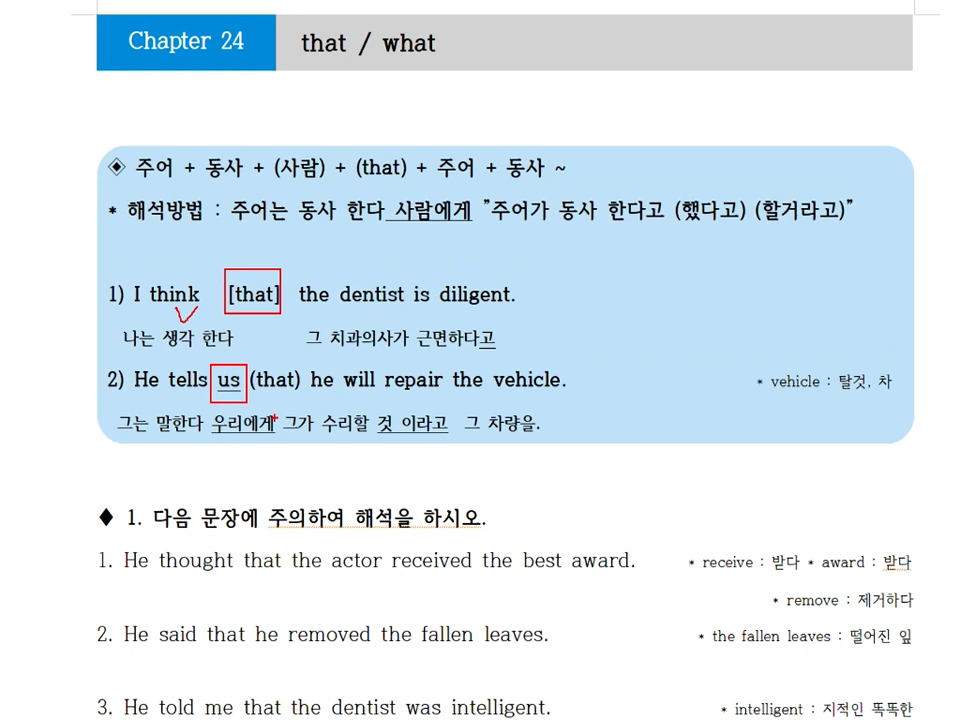 Chapter 24
that / what
◈ 주어 + 동사 + (사람) + (that) + 주어 + 동사 ~
* 해석방법 : 주어는 동사 한다 사람에게 "주어가 동사 한다고 (했다고) (할거라고)"
1) I think [that] the dentist is diligent.
나는 생각 한다 그 치과의사가 근면하다고
2) He tells us (that) he will repair the vehicle. * vehicle : 탈것, 차
그는 말한다 우리에게 그가 수리할 것 이라고 그 차량을.
◆ 1. 다음 문장에 주의하여 해석을 하시오.
1. He thought that the actor received the best award. * receive : 받다 * award : 받다
* remove : 제거하다
2. He said that he removed the fallen leaves. * the fallen leaves : 떨어진 잎
3. He told me that the dentist was intelligent. * intelligent : 지적인 똑똑한